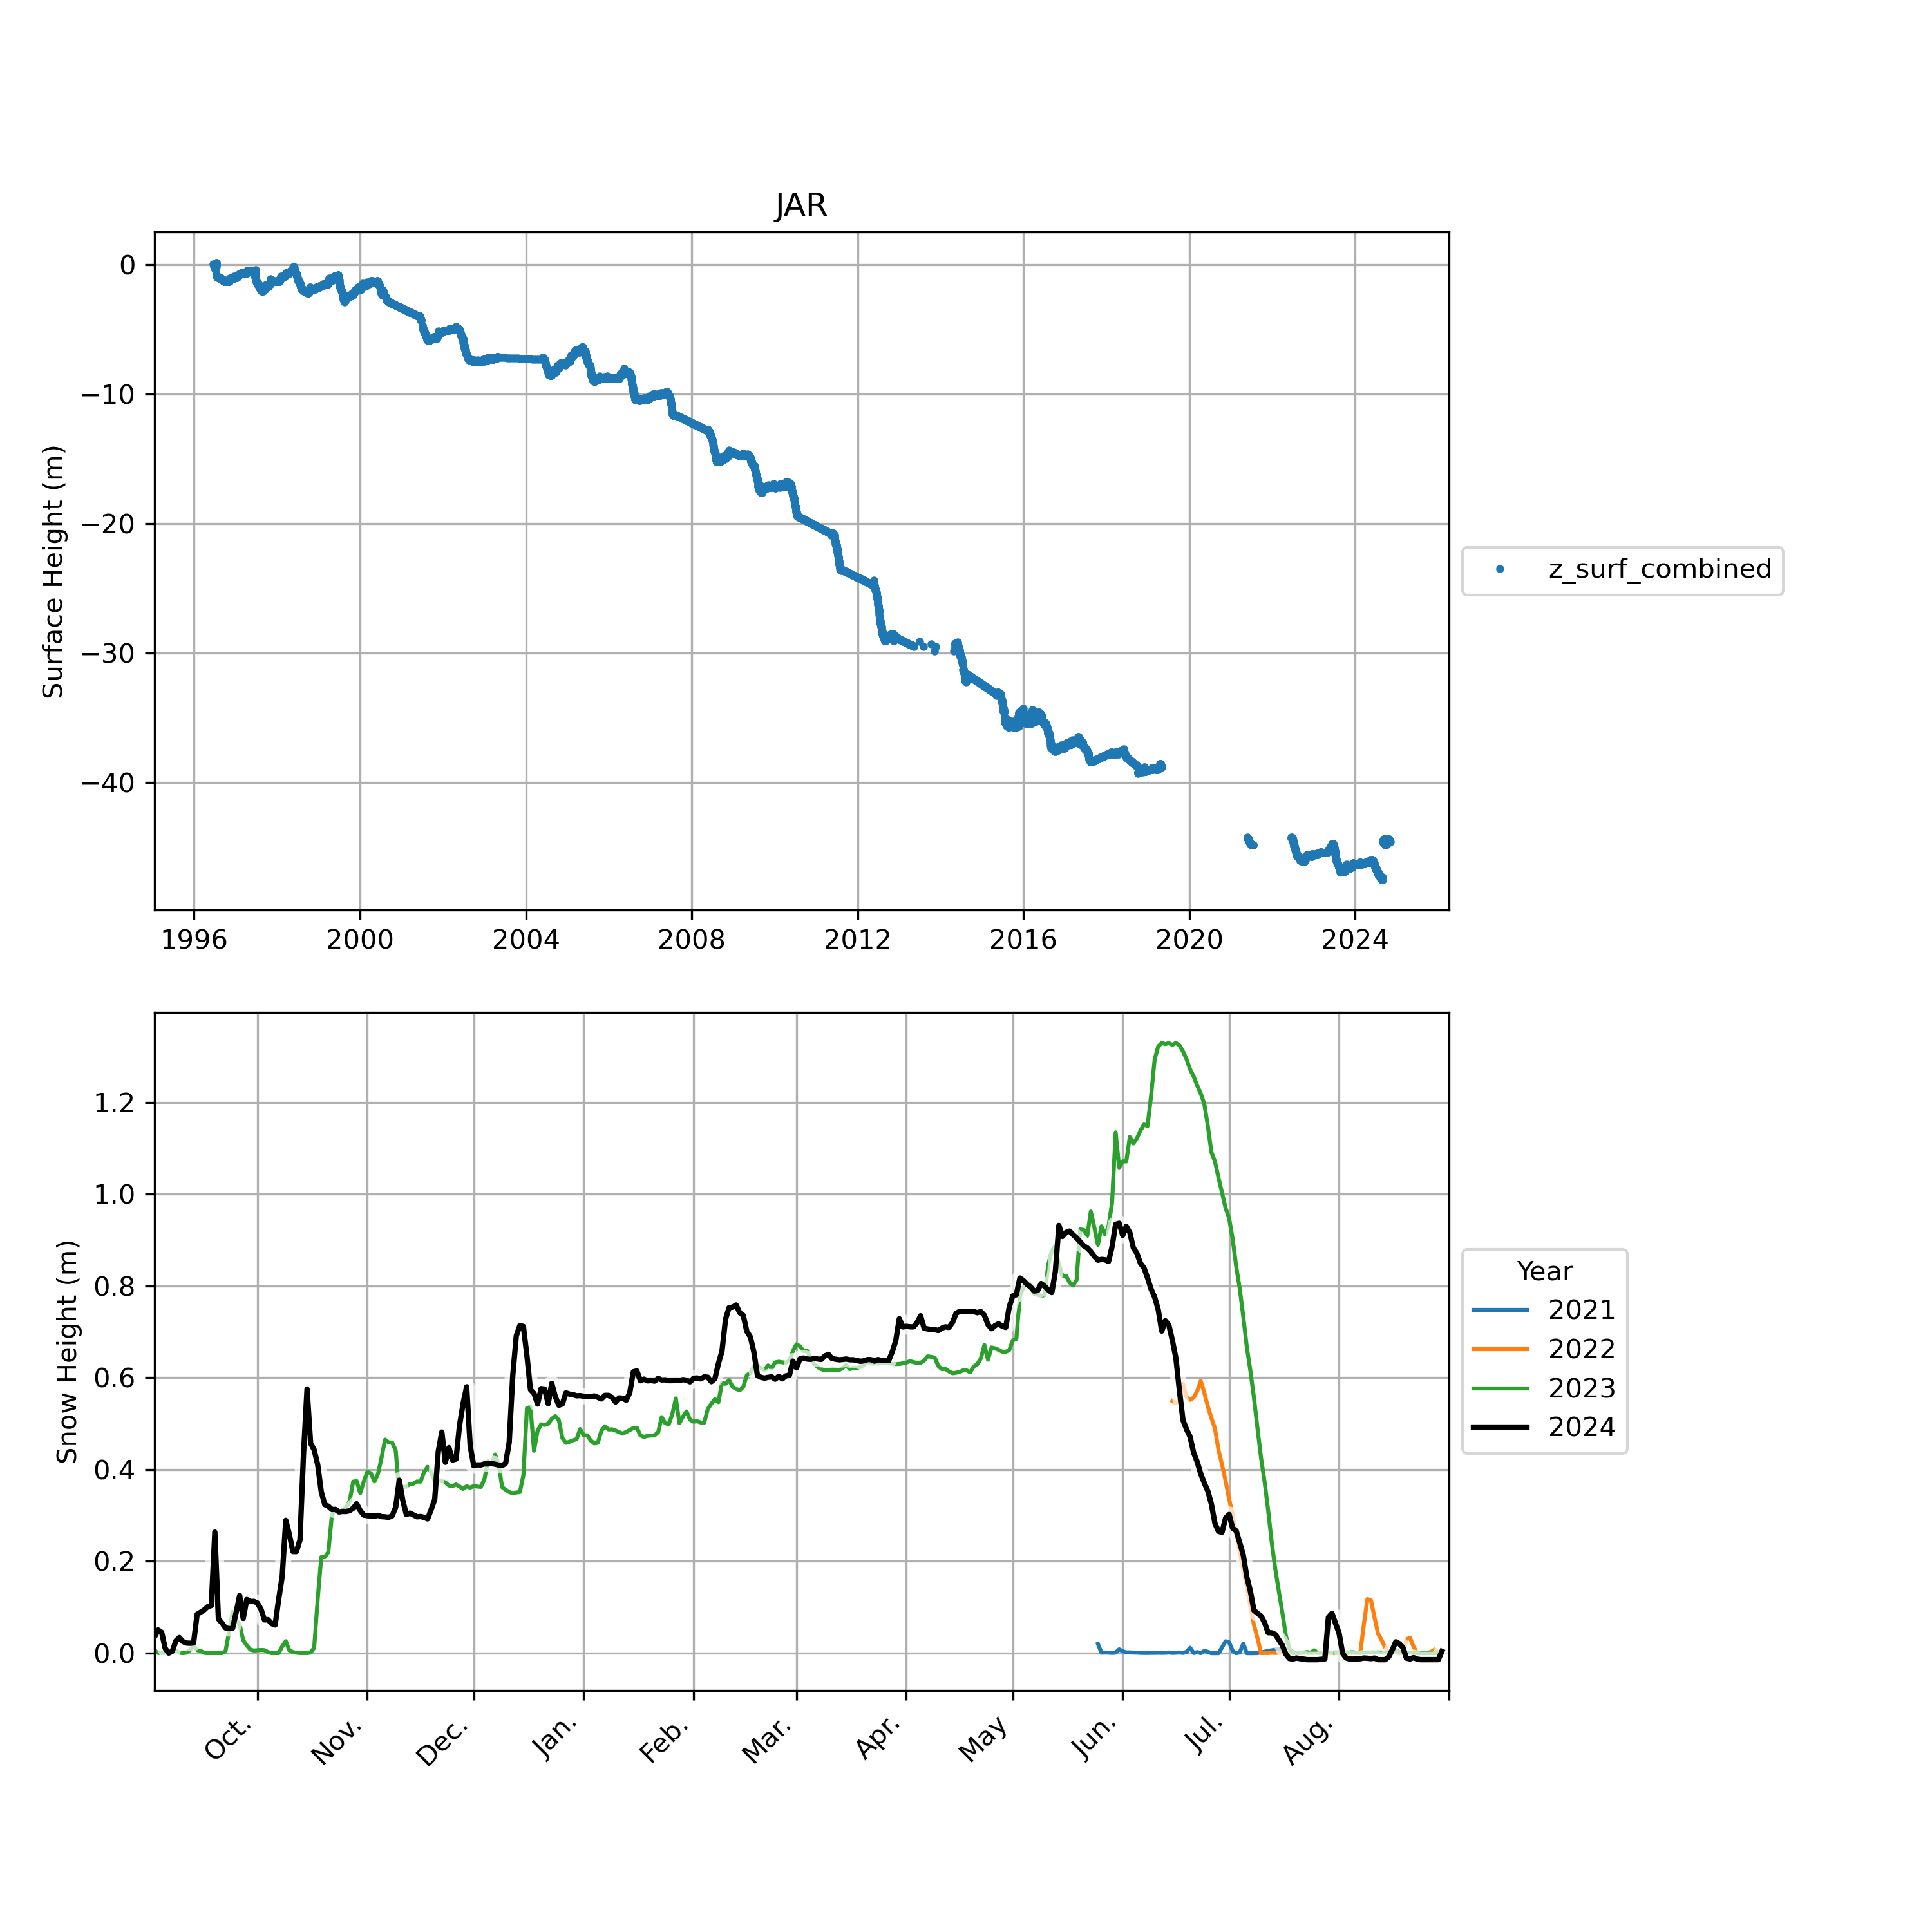 JAR
Surface Height (m)
0
−10
−20
−30
−40
1996 2000 2004 2008 2012 2016 2020 2024
z_surf_combined
Snow Height (m)
1.2
1.0
0.8
0.6
0.4
0.2
0.0
Oct. Nov. Dec. Jan. Feb. Mar. Apr. May Jun. Jul. Aug.
Year
2021
2022
2023
2024